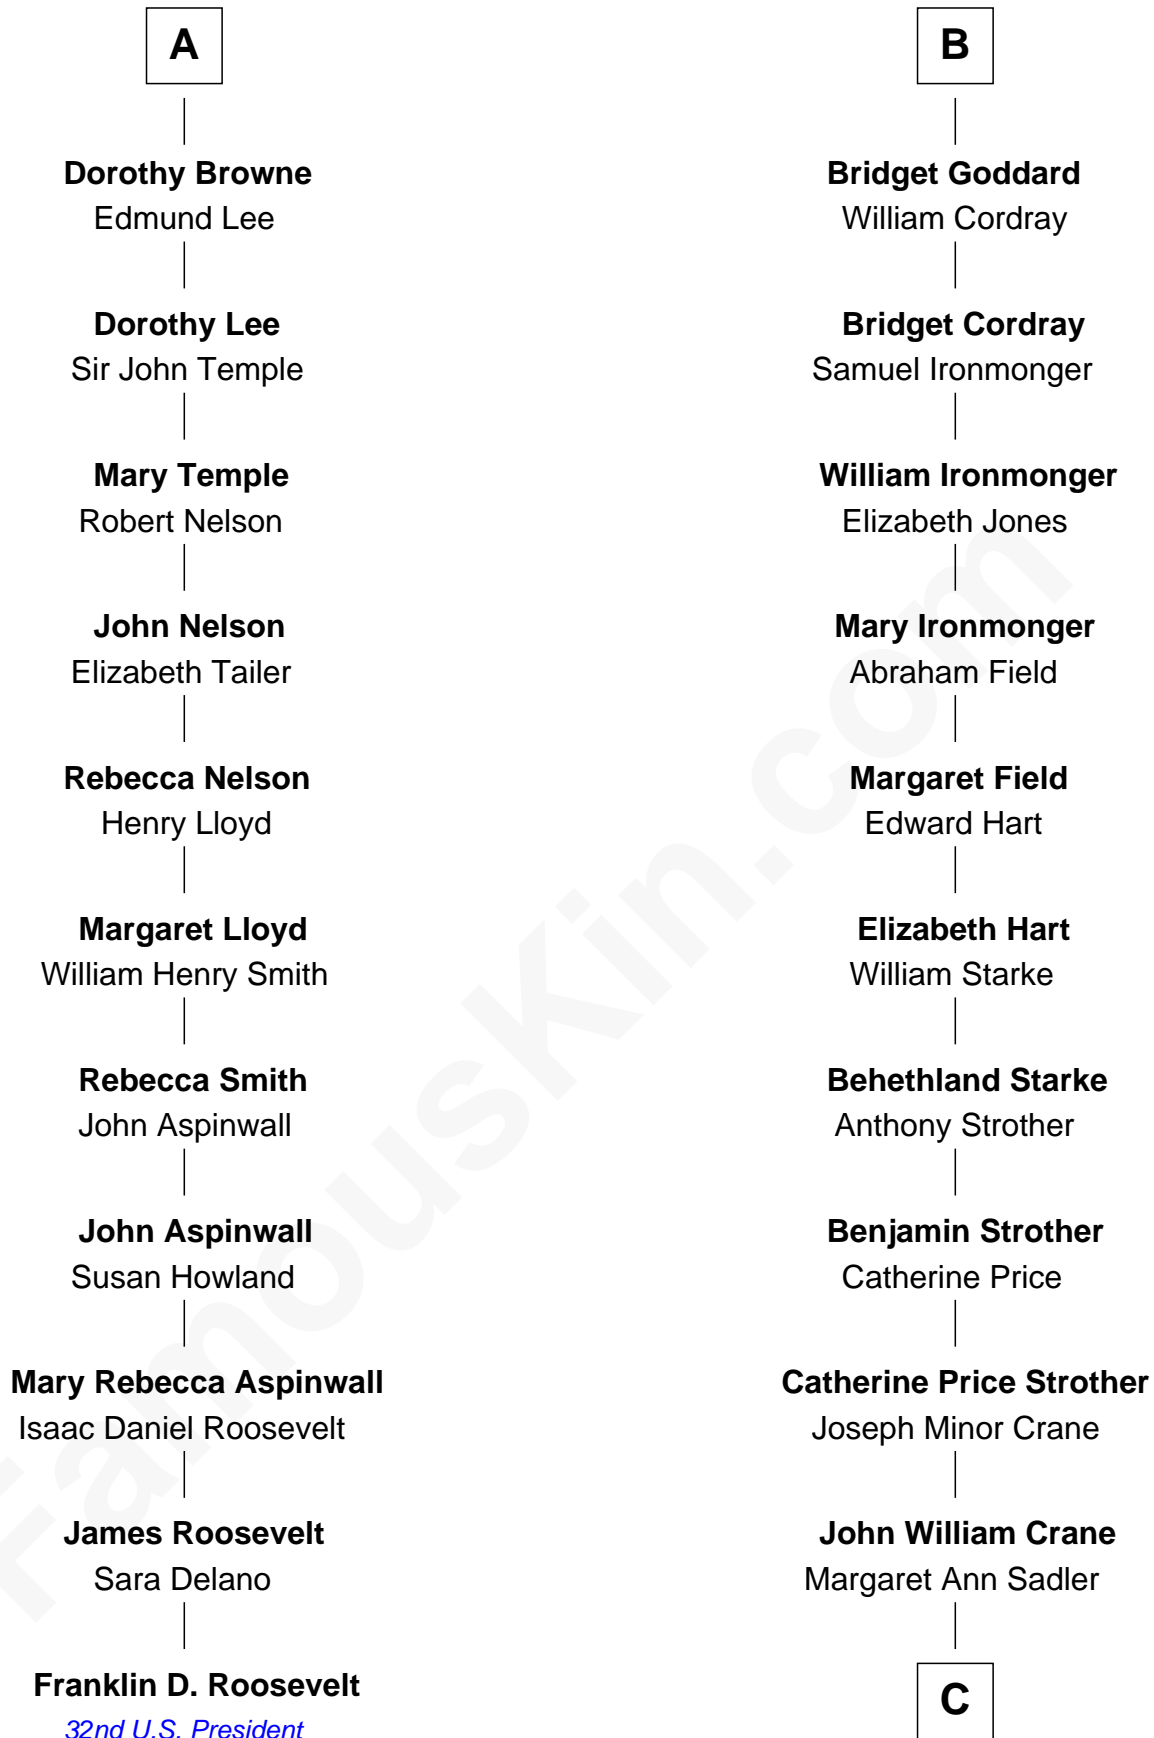 A
Dorothy Browne
Edmund Lee
Dorothy Lee
Sir John Temple
Mary Temple
Robert Nelson
John Nelson
Elizabeth Tailer
Rebecca Nelson
Henry Lloyd
Margaret Lloyd
William Henry Smith
Rebecca Smith
John Aspinwall
John Aspinwall
Susan Howland
Mary Rebecca Aspinwall
Isaac Daniel Roosevelt
James Roosevelt
Sara Delano
Franklin D. Roosevelt
32nd U.S. President
B
Bridget Goddard
William Cordray
Bridget Cordray
Samuel Ironmonger
William Ironmonger
Elizabeth Jones
Mary Ironmonger
Abraham Field
Margaret Field
Edward Hart
Elizabeth Hart
William Starke
Behethland Starke
Anthony Strother
Benjamin Strother
Catherine Price
Catherine Price Strother
Joseph Minor Crane
John William Crane
Margaret Ann Sadler
C
FamousKin.com